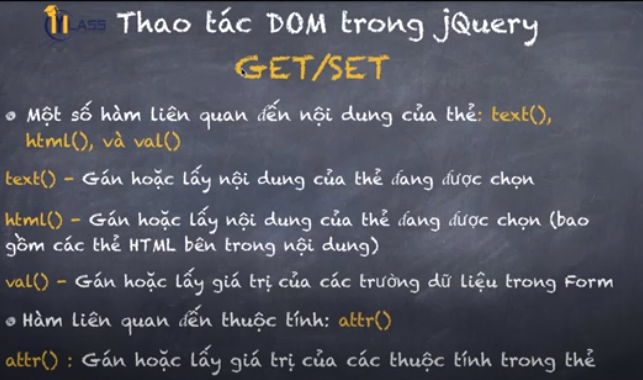 11CLASS
Thao tác DOM trong jQuery
GET/SET
Một số hàm liên quan đến nội dung của thẻ: text(),
html(), và val()
text() - Gán hoặc lấy nội dung của thẻ đang được chọn
html() - Gán hoặc lấy nội dung của thẻ đang được chọn (bao
gồm các thẻ HTML bên trong nội dung)
val() - Gán hoặc lấy giá trị của các trường dữ liệu trong Form
Hàm liên quan đến thuộc tính: attr()
attr() : Gán hoặc lấy giá trị của các thuộc tính trong thẻ